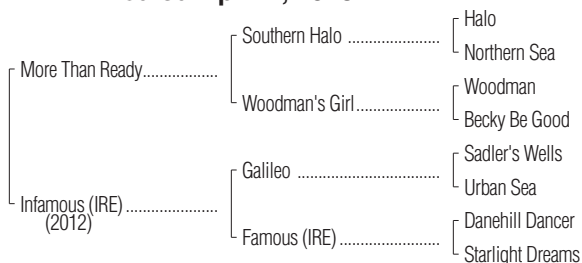 Halo
Southern Halo
Northern Sea
More Than Ready
Woodman
Woodman's Girl
Becky Be Good
Sadler's Wells
Galileo
Urban Sea
Infamous (IRE)
(2012)
Danehill Dancer
Famous (IRE)
Starlight Dreams